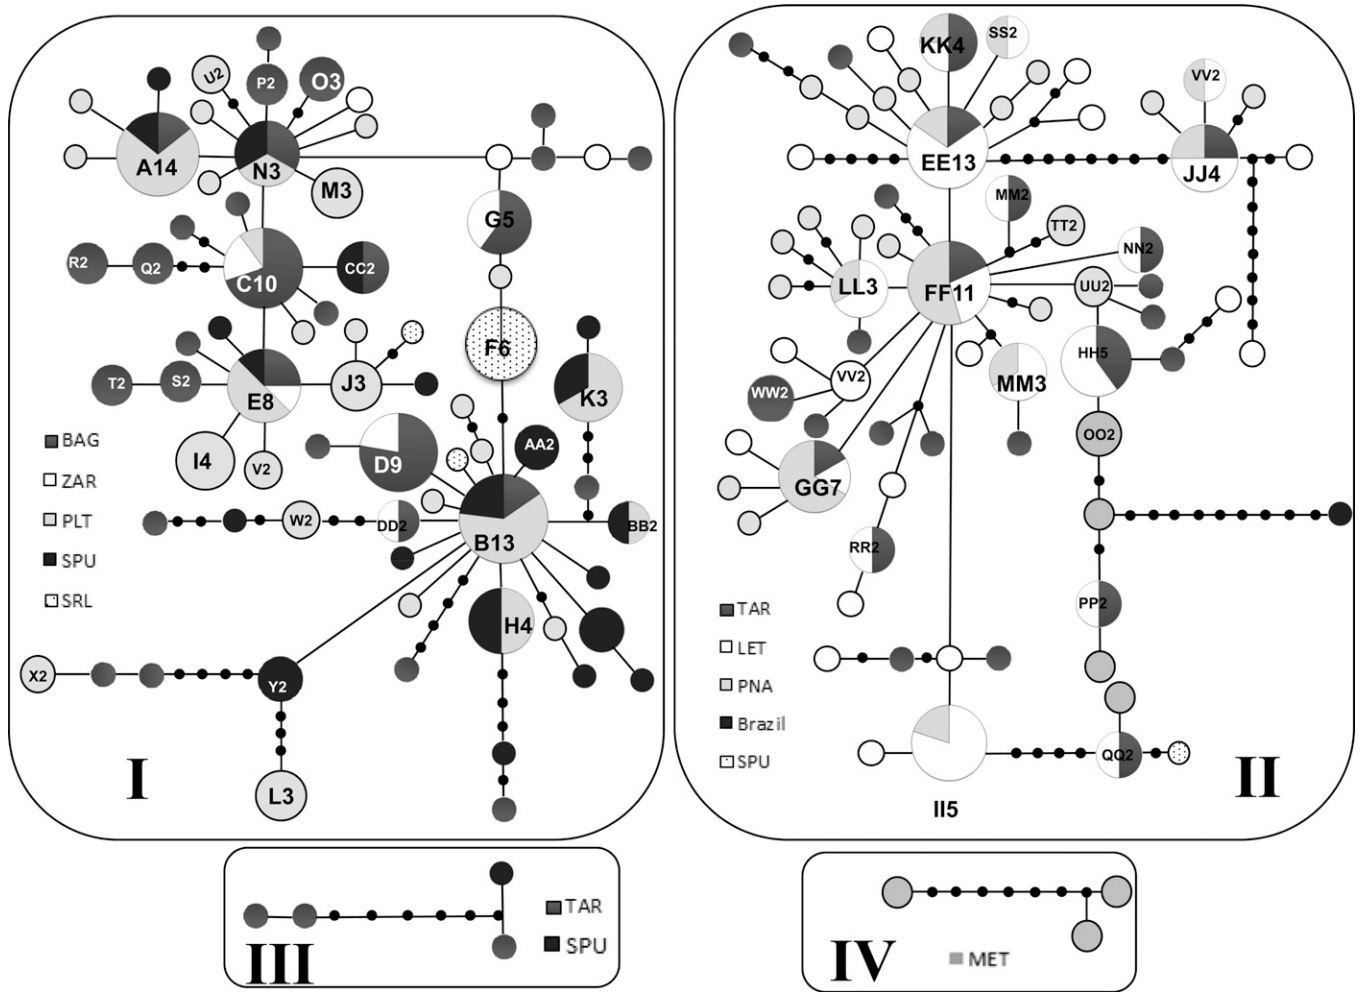 U2
P2
O3
A14
N3
M3
G5
R2
Q2
C10
CC2
F6
T2
S2
E8
J3
K3
I4
V2
D9
AA2
W2
DD2
B13
BB2
H4
X2
Y2
L3
BAG
ZAR
PLT
SPU
SRL
I
KK4
SS2
VV2
EE13
JJ4
MM2
TT2
NN2
LL3
FF11
UU2
HH5
VV2
WW2
MM3
OO2
GG7
RR2
PP2
QQ2
II5
TAR
LET
PNA
Brazil
SPU
II
TAR
SPU
III
MET
IV